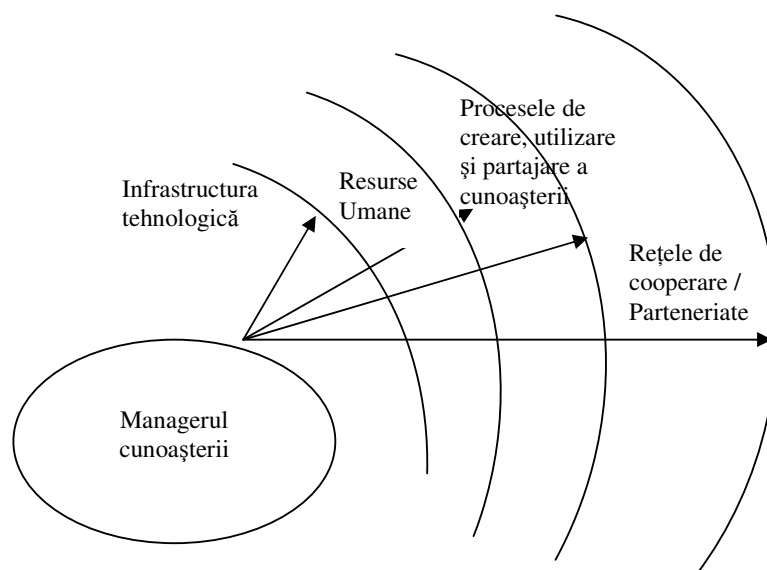 Infrastructura
tehnologică
Resurse
Umane
Procesele de
creare, utilizare
şi partajare a
cunoaşterii
Reţele de
cooperare /
Parteneriate
Managerul
cunoaşterii